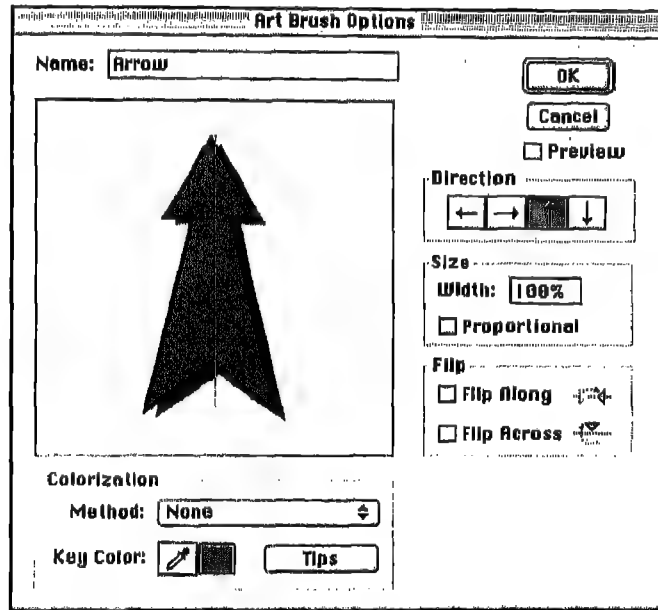 Art Brush Options
Name: Arrow
OK
Cancel
Preview
Direction
Size
Width: 100%
Proportional
Flip
Flip Along
Flip Across
Colorization
Method: None
Key Color:
Tips